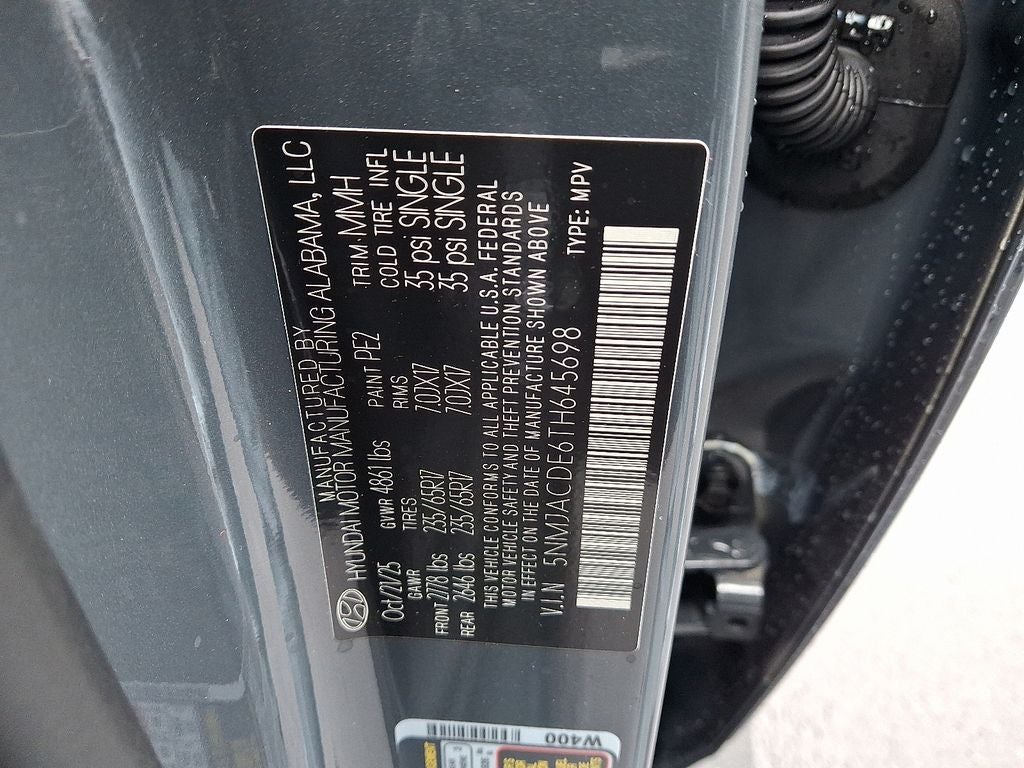 MANUFACTURED BY
HYUNDAI MOTOR MANUFACTURING ALABAMA, LLC
Oct/21/25 GVWR 4861 lbs PAINT PE2 TRIM MMH
GAWR TIRES RIMS COLD TIRE INFL
FRONT 2778 lbs 235/65R17 7.0JX17 35 psi SINGLE
REAR 2646 lbs 235/65R17 7.0JX17 35 psi SINGLE
THIS VEHICLE CONFORMS TO ALL APPLICABLE U.S.A. FEDERAL
MOTOR VEHICLE SAFETY AND THEFT PREVENTION STANDARDS
IN EFFECT ON THE DATE OF MANUFACTURE SHOWN ABOVE
V.I.N 5NMJACDE6TH645698 TYPE: MPV
W400